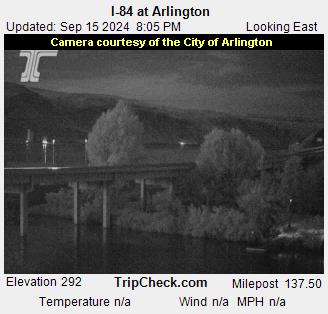 I-84 at Arlington
Updated: Sep 15 2024 8:05 PM Looking East
Camera courtesy of the City of Arlington
Elevation 292 TripCheck.com Milepost 137.50
Temperature n/a Wind n/a MPH n/a